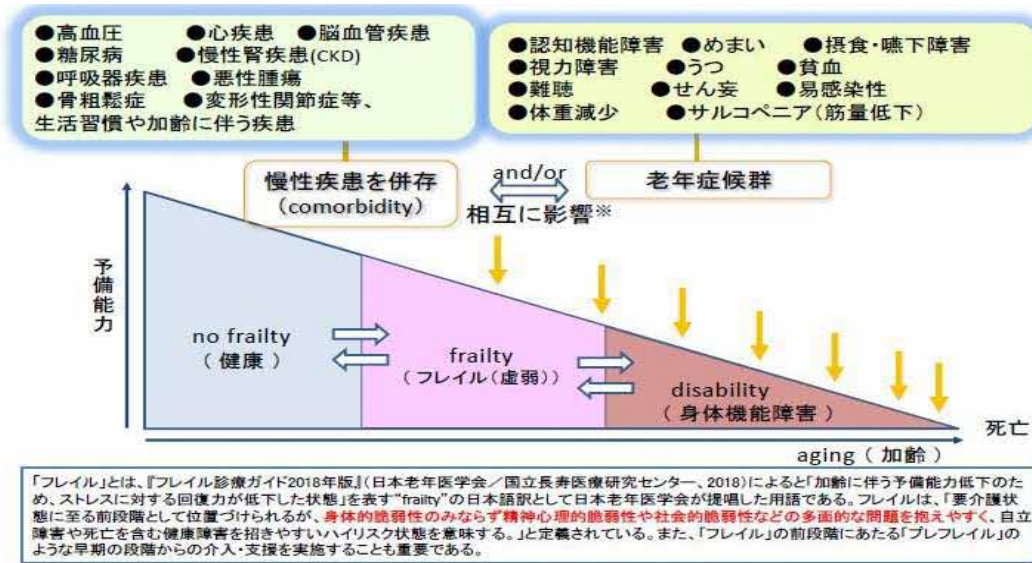 ●高血圧 ●心疾患 ●脳血管疾患
●糖尿病 ●慢性腎疾患(CKD)
●呼吸器疾患 ●悪性腫瘍
●骨粗鬆症 ●変形性関節症等、
生活習慣や加齢に伴う疾患
●認知機能障害 ●めまい ●摂食・嚥下障害
●視力障害 ●うつ ●貧血
●難聴 ●せん妄 ●易感染性
●体重減少 ●サルコペニア(筋量低下)
慢性疾患を併存
(comorbidity)
and/or
相互に影響※
老年症候群
予備能力
no frailty
(健康)
frailty
(フレイル(虚弱))
disability
(身体機能障害)
死亡
aging(加齢)
「フレイル」とは、『フレイル診療ガイド2018年版』(日本老年医学会/国立長寿医療研究センター、2018)によると「加齢に伴う予備能力低下のた
め、ストレスに対する回復力が低下した状態」を表す“frailty”の日本語訳として日本老年医学会が提唱した用語である。フレイルは、「要介護状
態に至る前段階として位置づけられるが、身体的脆弱性のみならず精神心理的脆弱性や社会的脆弱性などの多面的な問題を抱えやすく、自立
障害や死亡を含む健康障害を招きやすいハイリスク状態を意味する。」と定義されている。また、「フレイル」の前段階にあたる「プレフレイル」の
ような早期の段階からの介入・支援を実施することも重要である。